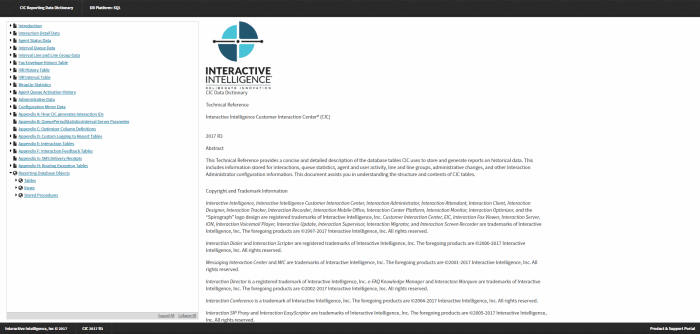 CIC Reporting Data Dictionary
DB Platform: SQL
Introduction
Interaction Detail Data
Agent Status Data
Interval Queue Data
Interval Line and Line Group Data
Fax Envelope History Table
IVR History Table
IVR Interval Table
WrapUp Statistics
Agent Queue Activation History
Administrative Data
Configuration Mirror Data
Appendix A: How CIC generates Interaction IDs
Appendix B: QueuePeriodStatisticsInterval Server Parameter
Appendix C: Optimizer Column Definitions
Appendix D: Custom Logging to Report Tables
Appendix E: Interaction Tables
Appendix F: Interaction Feedback Tables
Appendix G: SMS Delivery Receipts
Appendix H: Routing Exception Tables
Reporting Database Objects
Tables
Views
Stored Procedures
Expand All Collapse All
INTERACTIVE
INTELLIGENCE
DELIBERATE INNOVATION
CIC Data Dictionary
Technical Reference
Interactive Intelligence Customer Interaction Center® (CIC)
2017 R3
Abstract
This Technical Reference provides a concise and detailed description of the database tables CIC uses to store and generate reports on historical data. This
includes information stored for interactions, queue statistics, agent and user activity, line and line groups, administrative changes, and other Interaction
Administrator configuration information. This document assists you in understanding the structure and contents of CIC tables.
Copyright and Trademark Information
Interactive Intelligence, Interactive Intelligence Customer Interaction Center, Interaction Administrator, Interaction Attendant, Interaction Client, Interaction
Designer, Interaction Tracker, Interaction Recorder, Interaction Mobile Office, Interaction Center Platform, Interaction Monitor, Interaction Optimizer, and the
"Spirograph" logo design are registered trademarks of Interactive Intelligence, Inc. Customer Interaction Center, EIC, Interaction Fax Viewer, Interaction Server,
ION, Interaction Voicemail Player, Interactive Update, Interaction Supervisor, Interaction Migrator, and Interaction Screen Recorder are trademarks of Interactive
Intelligence, Inc. The foregoing products are ©1997-2017 Interactive Intelligence, Inc. All rights reserved.
Interaction Dialer and Interaction Scripter are registered trademarks of Interactive Intelligence, Inc. The foregoing products are ©2000-2017 Interactive
Intelligence, Inc. All rights reserved.
Messaging Interaction Center and MIC are trademarks of Interactive Intelligence, Inc. The foregoing products are ©2001-2017 Interactive Intelligence, Inc. All
rights reserved.
Interaction Director is a registered trademark of Interactive Intelligence, Inc. e-FAQ Knowledge Manager and Interaction Marquee are trademarks of Interactive
Intelligence, Inc. The foregoing products are ©2002-2017 Interactive Intelligence, Inc. All rights reserved.
Interaction Conference is a trademark of Interactive Intelligence, Inc. The foregoing products are ©2004-2017 Interactive Intelligence, Inc. All rights reserved.
Interaction SIP Proxy and Interaction EasyScripter are trademarks of Interactive Intelligence, Inc. The foregoing products are ©2005-2017 Interactive
Intelligence, Inc. All rights reserved.
Interactive Intelligence, Inc © 2017
CIC 2017 R3
Product & Support Portal